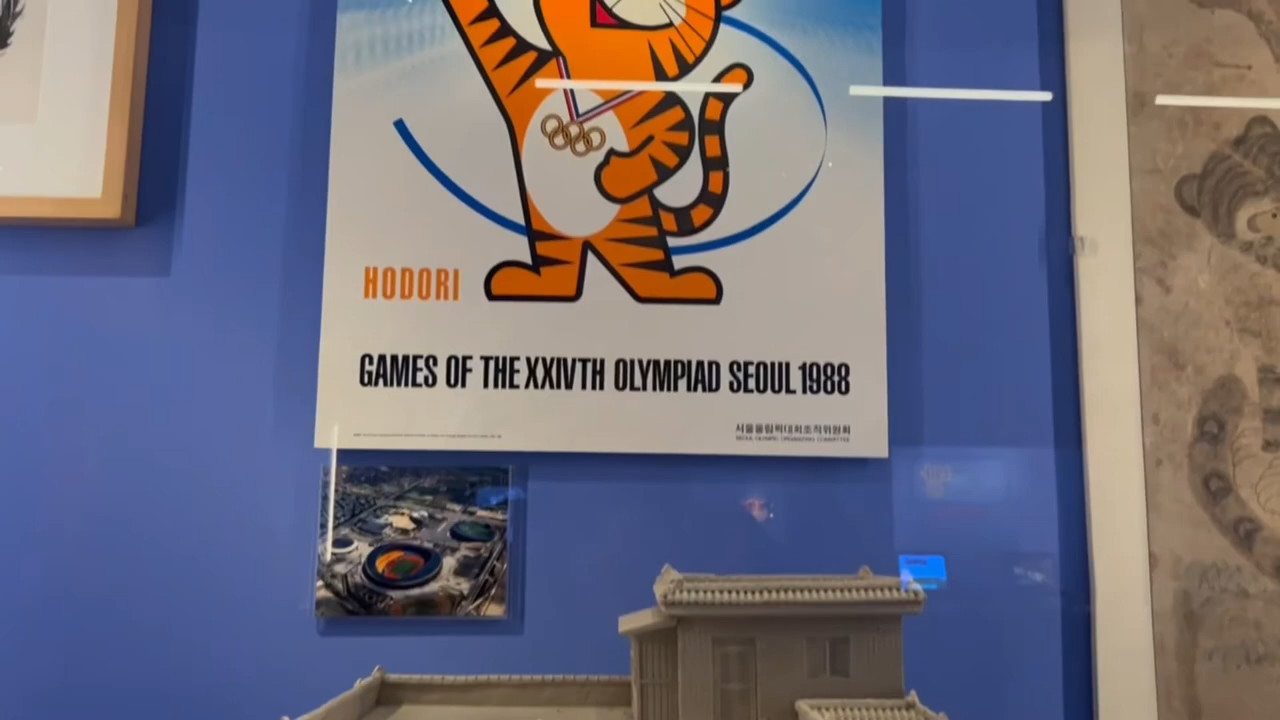 HODORI
GAMES OF THE XXIVTH OLYMPIAD SEOUL 1988
서울올림픽대회조직위원회
SEOUL OLYMPIC ORGANIZING COMMITTEE